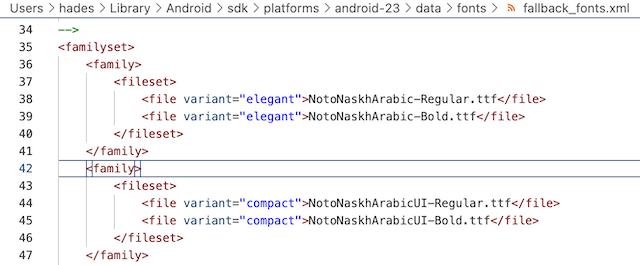 Users > hades > Library > Android > sdk > platforms > android-23 > data > fonts > fallback_fonts.xml
34 -->
35 <familyset>
36     <family>
37         <fileset>
38             <file variant="elegant">NotoNaskhArabic-Regular.ttf</file>
39             <file variant="elegant">NotoNaskhArabic-Bold.ttf</file>
40         </fileset>
41     </family>
42     <family>
43         <fileset>
44             <file variant="compact">NotoNaskhArabicUI-Regular.ttf</file>
45             <file variant="compact">NotoNaskhArabicUI-Bold.ttf</file>
46         </fileset>
47     </family>